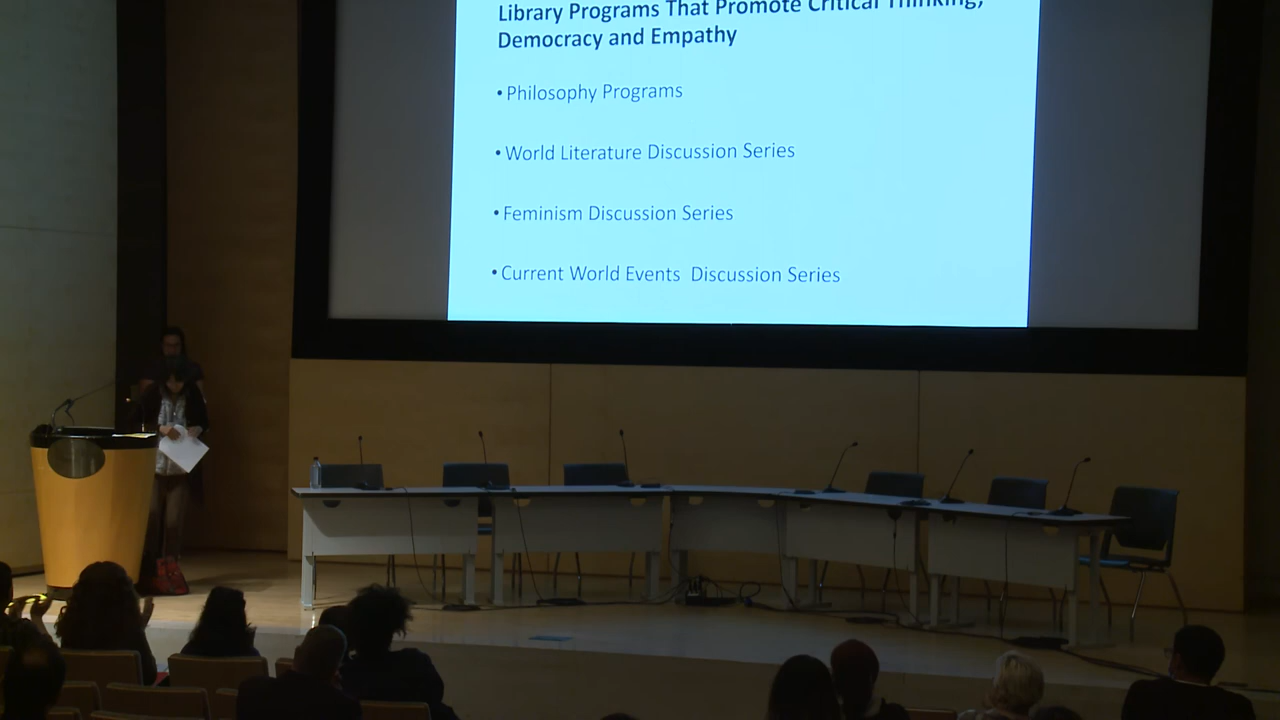 Library Programs That Promote Critical Thinking,
Democracy and Empathy
• Philosophy Programs
• World Literature Discussion Series
• Feminism Discussion Series
• Current World Events Discussion Series